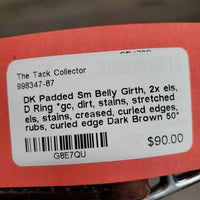 The Tack Collector
998347-87
DK Padded Sm Belly Girth, 2x els,
D Ring *gc, dirt, stains, stretched
els, stains, creased, curled edges,
rubs, curled edge Dark Brown 50"
$90.00
G8E7QU